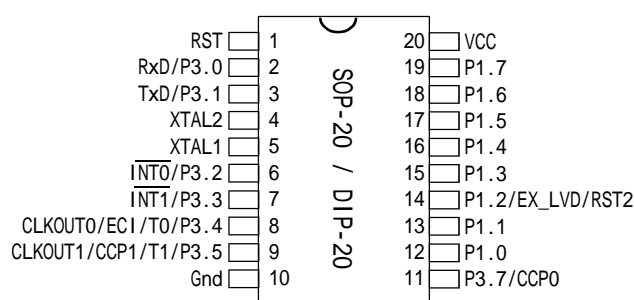 RST 1 20 VCC
RxD/P3.0 2 19 P1.7
TxD/P3.1 3 18 P1.6
XTAL2 4 17 P1.5
XTAL1 5 16 P1.4
INT0/P3.2 6 15 P1.3
INT1/P3.3 7 14 P1.2/EX_LVD/RST2
CLKOUT0/ECI/T0/P3.4 8 13 P1.1
CLKOUT1/CCP1/T1/P3.5 9 12 P1.0
Gnd 10 11 P3.7/CCP0
SOP-20 / DIP-20